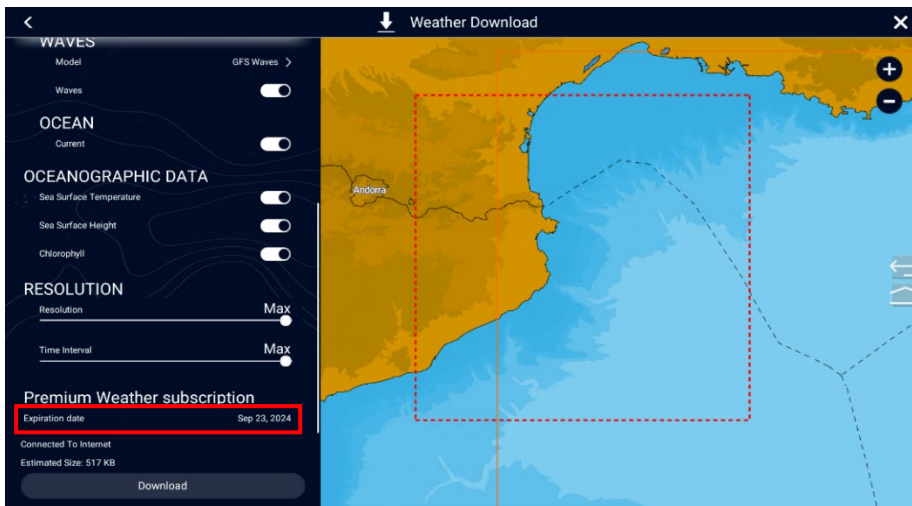 Weather Download
WAVES
Model GFS Waves
Waves
OCEAN
Current
OCEANOGRAPHIC DATA
Sea Surface Temperature
Sea Surface Height
Chlorophyll
RESOLUTION
Resolution Max
Time Interval Max
Premium Weather subscription
Expiration date Sep 23, 2024
Connected To Internet
Estimated Size: 517 KB
Download
Andorra